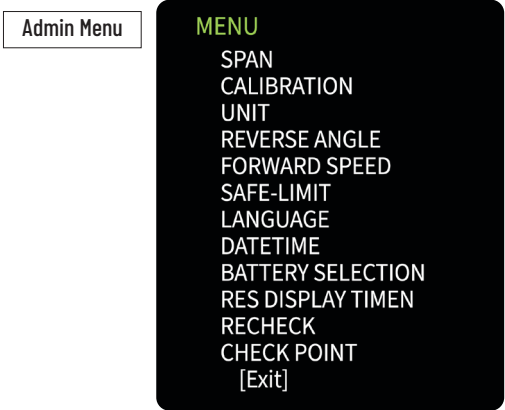 Admin Menu
MENU
SPAN
CALIBRATION
UNIT
REVERSE ANGLE
FORWARD SPEED
SAFE-LIMIT
LANGUAGE
DATETIME
BATTERY SELECTION
RES DISPLAY TIMEN
RECHECK
CHECK POINT
[Exit]